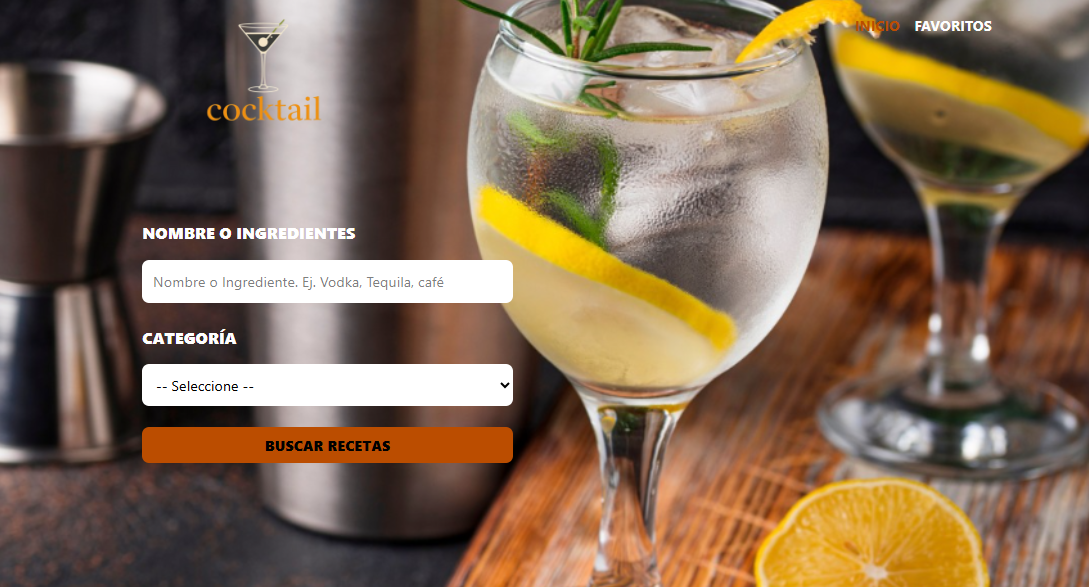 cocktail
INICIO
FAVORITOS
NOMBRE O INGREDIENTES
Nombre o Ingrediente. Ej. Vodka, Tequila, café
CATEGORÍA
-- Seleccione --
BUSCAR RECETAS